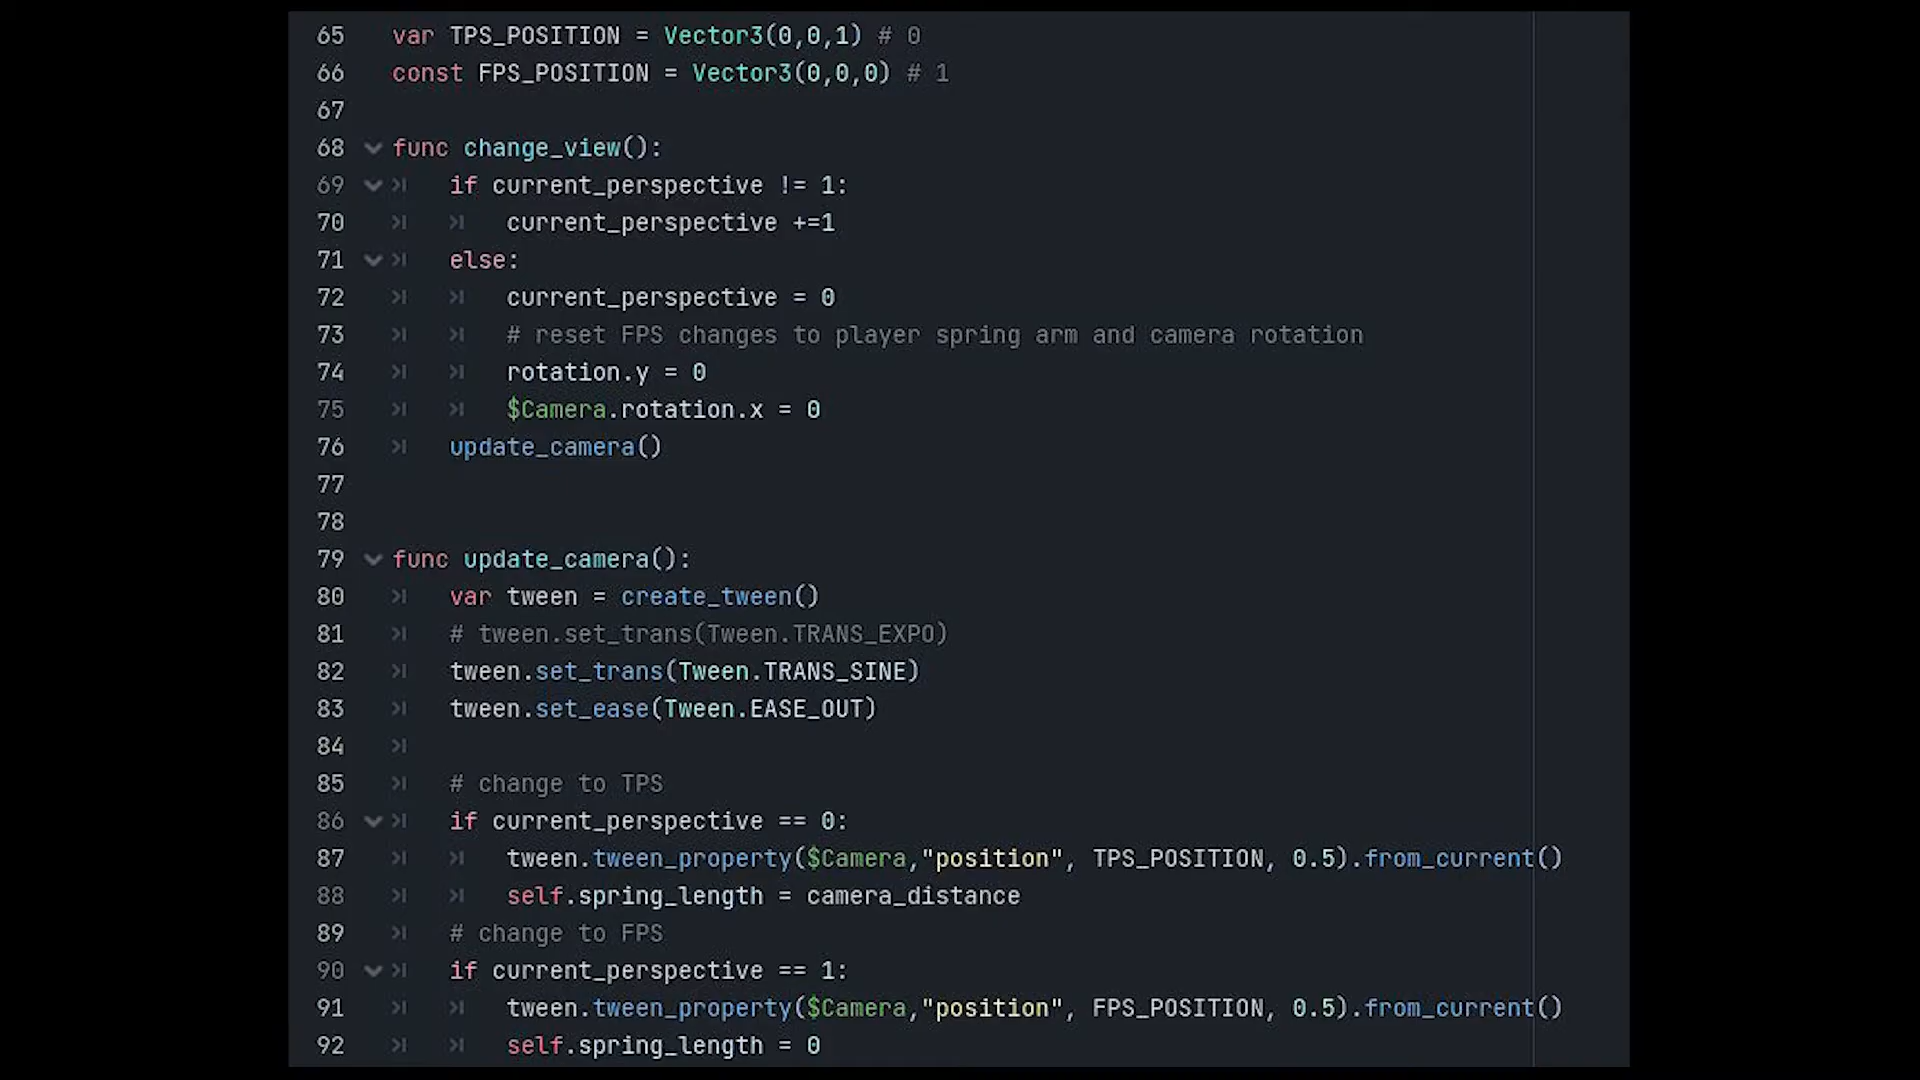 65 var TPS_POSITION = Vector3(0,0,1) # 0
66 const FPS_POSITION = Vector3(0,0,0) # 1
67
68 func change_view():
69 if current_perspective != 1:
70 current_perspective +=1
71 else:
72 current_perspective = 0
73 # reset FPS changes to player spring arm and camera rotation
74 rotation.y = 0
75 $Camera.rotation.x = 0
76 update_camera()
77
78
79 func update_camera():
80 var tween = create_tween()
81 # tween.set_trans(Tween.TRANS_EXPO)
82 tween.set_trans(Tween.TRANS_SINE)
83 tween.set_ease(Tween.EASE_OUT)
84
85 # change to TPS
86 if current_perspective == 0:
87 tween.tween_property($Camera,"position", TPS_POSITION, 0.5).from_current()
88 self.spring_length = camera_distance
89 # change to FPS
90 if current_perspective == 1:
91 tween.tween_property($Camera,"position", FPS_POSITION, 0.5).from_current()
92 self.spring_length = 0